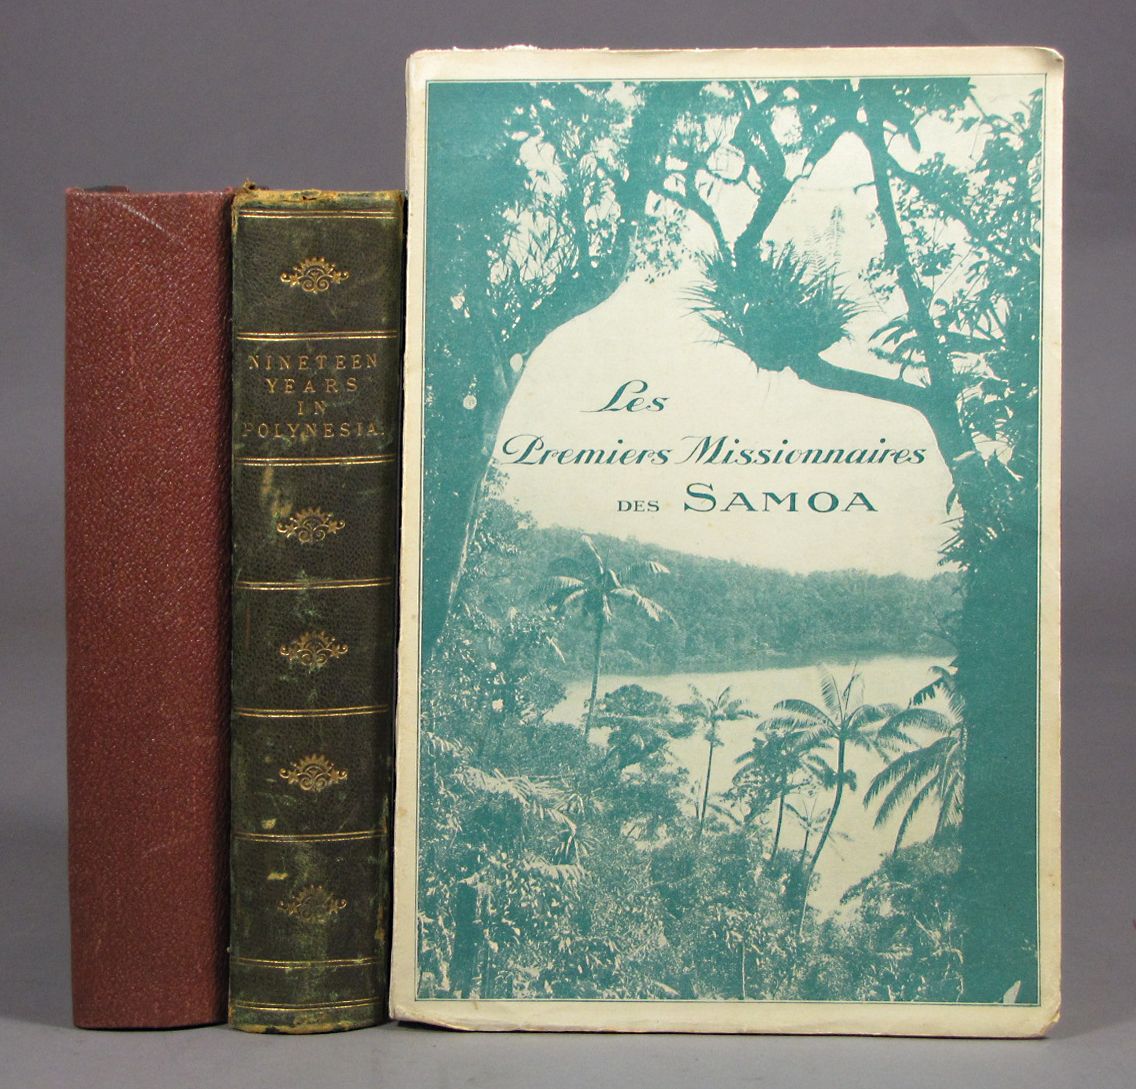 NINETEEN
YEARS
IN
POLYNESIA.
Les
Premiers Missionnaires
DES SAMOA